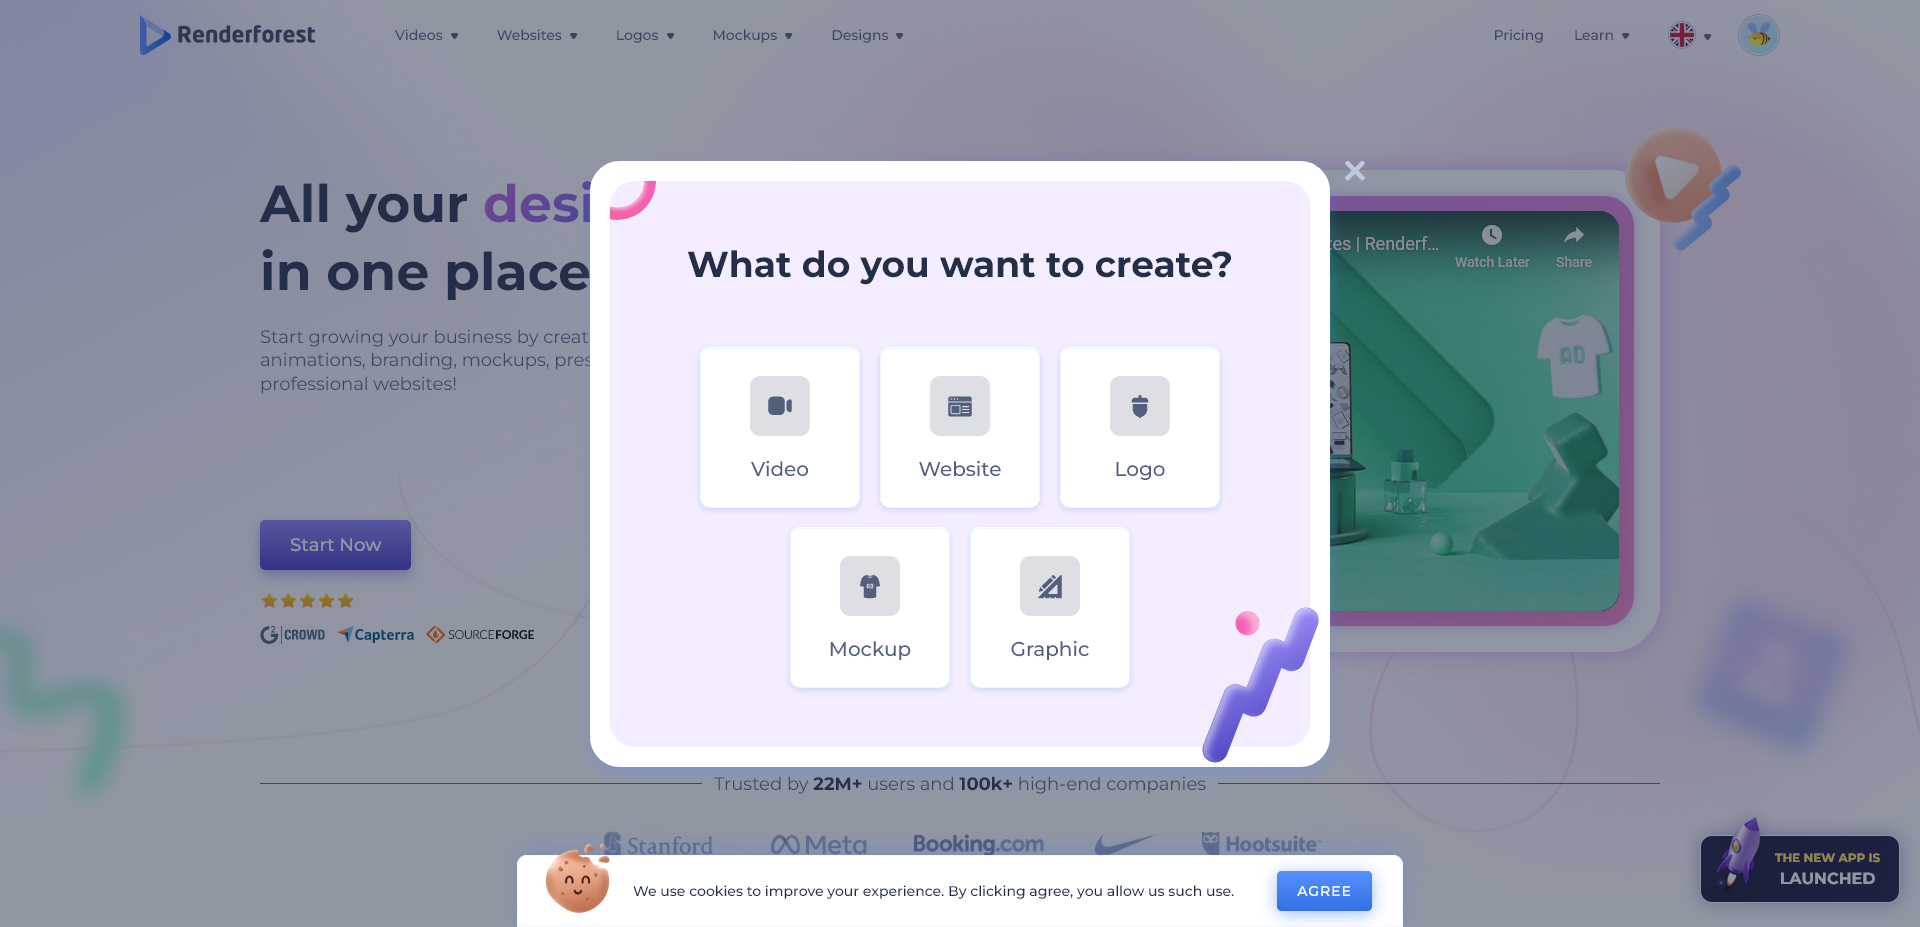 Renderforest
Videos
Websites
Logos
Mockups
Designs
Pricing
Learn
All your desi
in one place
Start growing your business by creat
animations, branding, mockups, pres
professional websites!
Start Now
G2 | CROWD
Capterra
SOURCEFORGE
What do you want to create?
Video
Website
Logo
Mockup
Graphic
tes | Renderf...
Watch Later
Share
AD
Trusted by 22M+ users and 100k+ high-end companies
Stanford
Meta
Booking.com
Hootsuite
We use cookies to improve your experience. By clicking agree, you allow us such use.
AGREE
THE NEW APP IS
LAUNCHED